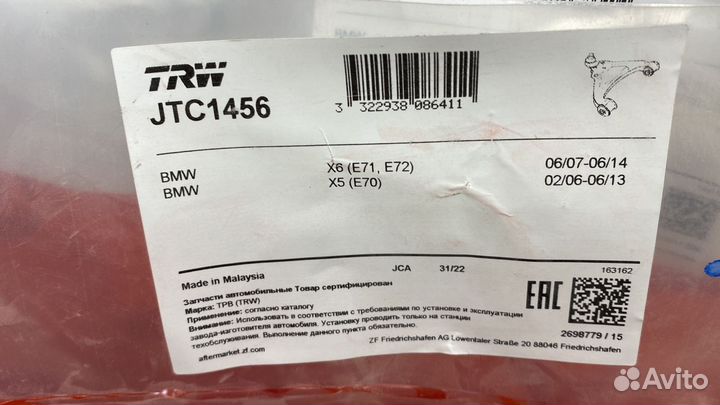 TRW
JTC1456
3 322938 086411
BMW X6 (E71, E72) 06/07-06/14
BMW X5 (E70) 02/06-06/13
Made in Malaysia JCA 31/22 163162
Запчасти автомобильные Товар сертифицирован
Марка: ТРВ (TRW)
Применение: согласно каталогу
Внимание: Использовать в соответствии с требованиями по установке и эксплуатации
завода-изготовителя автомобиля. Установку проводить только на станции
техобслуживания. Выполнение данного пункта обязательно.
EAC
2698779 / 15
aftermarket.zf.com ZF Friedrichshafen AG Löwentaler Straße 20 88046 Friedrichshafen
Avito